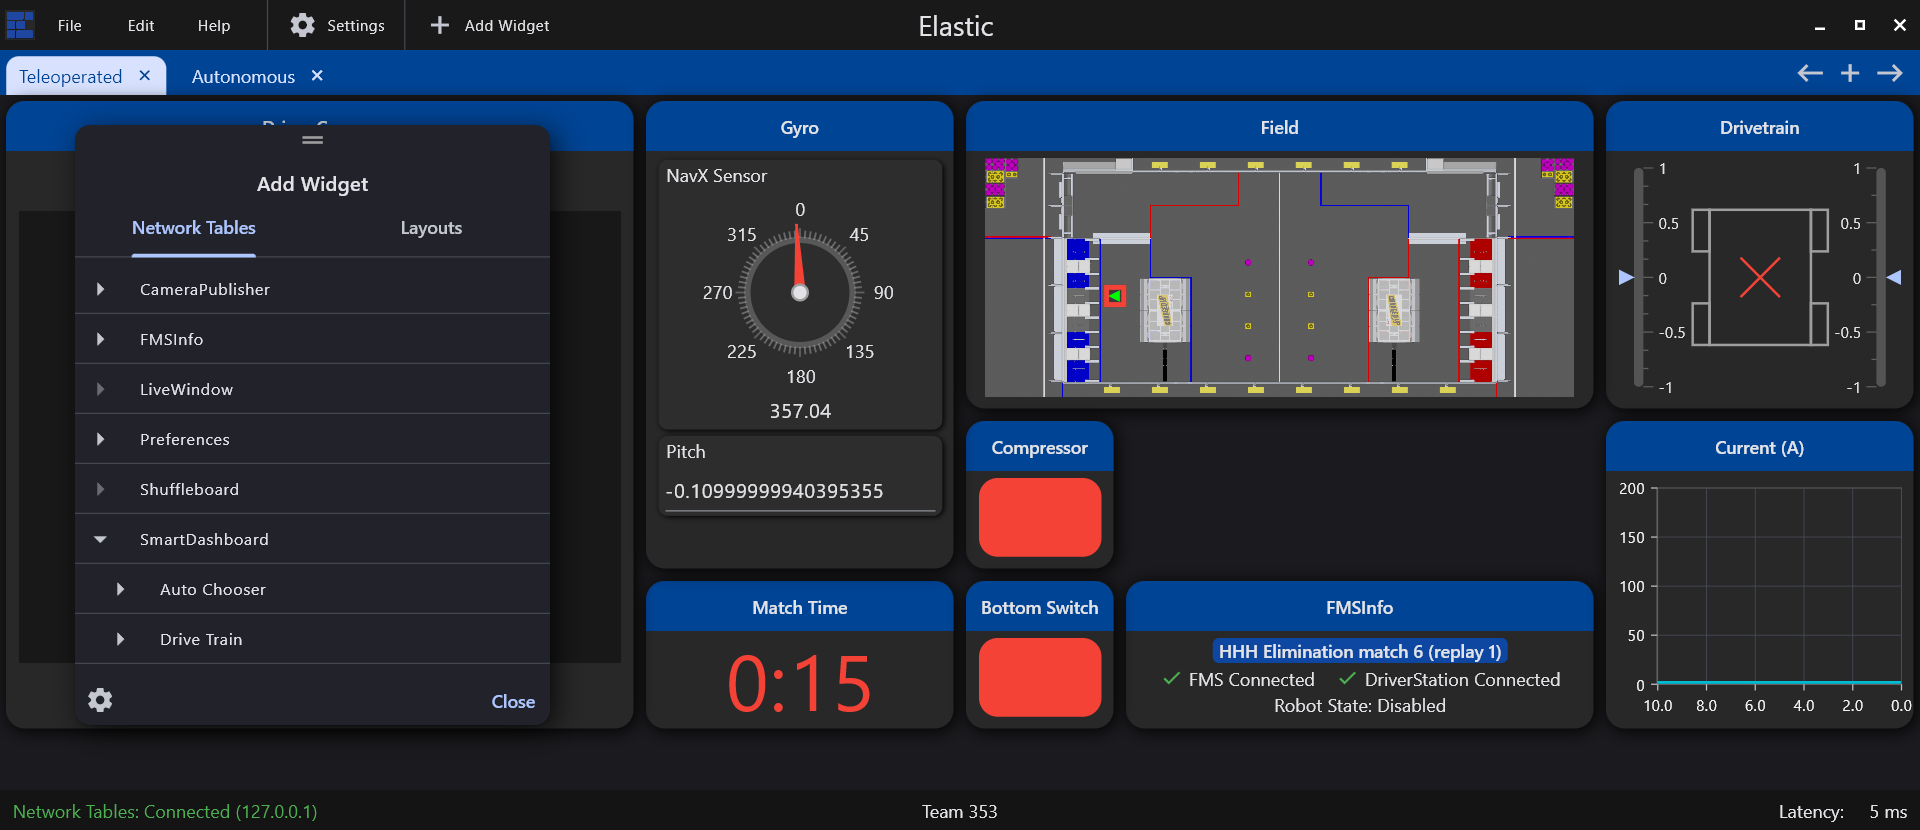 File Edit Help Settings Add Widget Elastic
Teleoperated Autonomous
Add Widget
Network Tables Layouts
CameraPublisher
FMSInfo
LiveWindow
Preferences
Shuffleboard
SmartDashboard
Auto Chooser
Drive Train
Close
Gyro
NavX Sensor
0
315 45
270 90
225 135
180
357.04
Pitch
-0.10999999940395355
Match Time
0:15
Field
Compressor
Bottom Switch
FMSInfo
HHH Elimination match 6 (replay 1)
FMS Connected DriverStation Connected
Robot State: Disabled
Drivetrain
1 1
0.5 0.5
0 0
-0.5 -0.5
-1 -1
Current (A)
200
150
100
50
0
10.0 8.0 6.0 4.0 2.0 0.0
Network Tables: Connected (127.0.0.1) Team 353 Latency: 5 ms